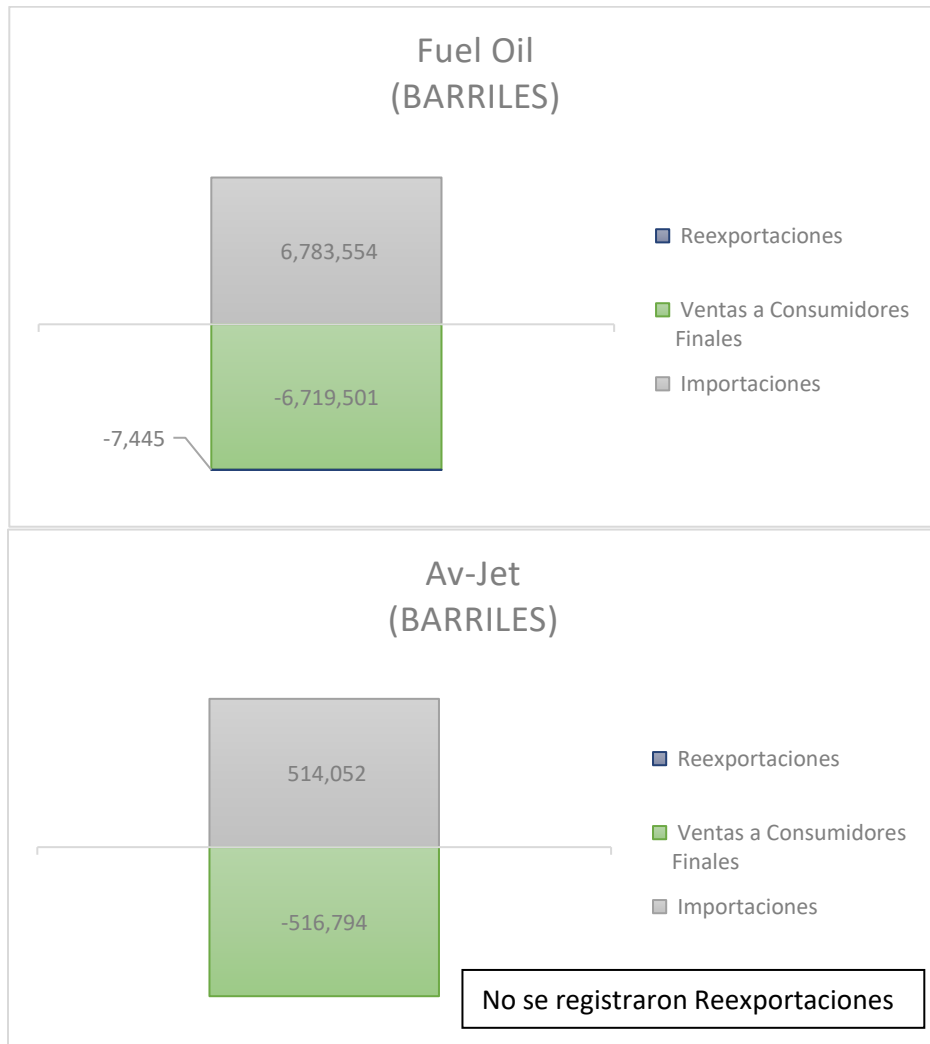 Fuel Oil
(BARRILES)
6,783,554
-6,719,501
-7,445
Reexportaciones
Ventas a Consumidores
Finales
Importaciones
Av-Jet
(BARRILES)
514,052
-516,794
Reexportaciones
Ventas a Consumidores
Finales
Importaciones
No se registraron Reexportaciones